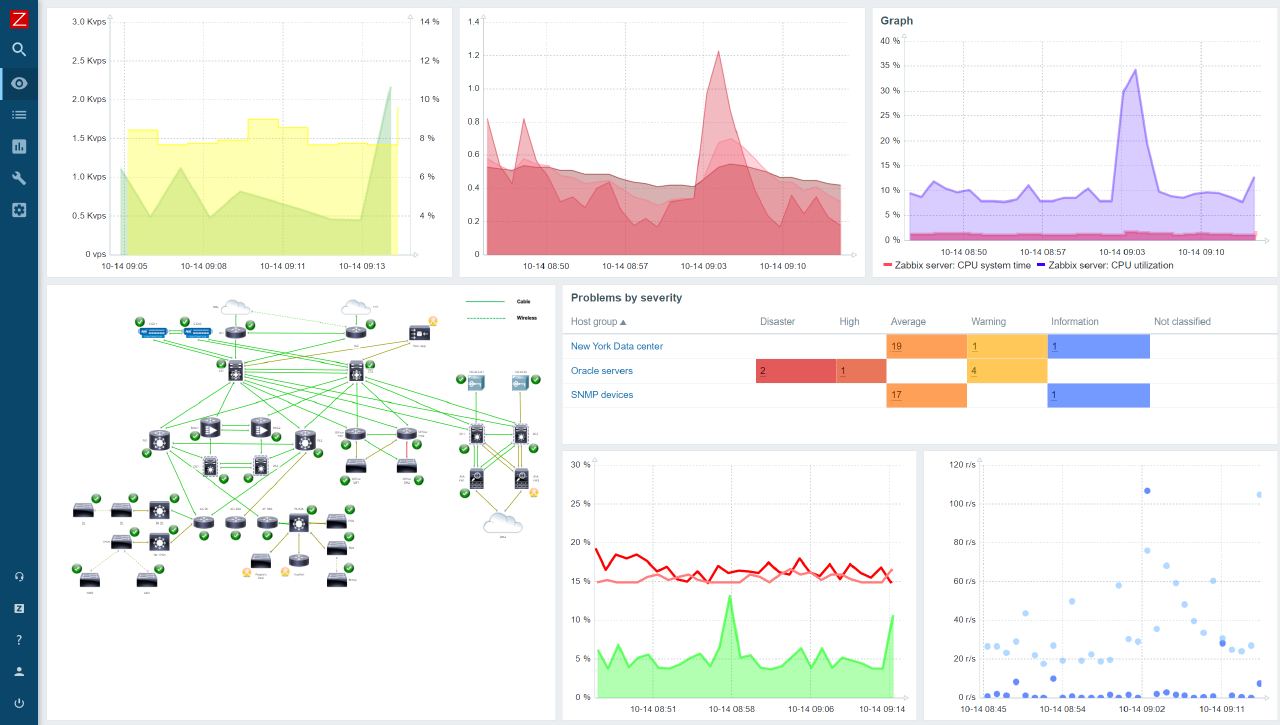 Z
3.0 Kvps
2.5 Kvps
2.0 Kvps
1.5 Kvps
1.0 Kvps
0.5 Kvps
0 vps
14 %
12 %
10 %
8 %
6 %
4 %
10-14 09:05 10-14 09:08 10-14 09:11 10-14 09:13
1.4
1.2
1.0
0.8
0.6
0.4
0.2
0
10-14 08:50 10-14 08:57 10-14 09:03 10-14 09:10
Graph
40 %
35 %
30 %
25 %
20 %
15 %
10 %
5 %
0 %
10-14 08:50 10-14 08:57 10-14 09:03 10-14 09:10
Zabbix server: CPU system time Zabbix server: CPU utilization
Cable
Wireless
Problems by severity
Host group ▲ Disaster High Average Warning Information Not classified
New York Data center 19 1 1
Oracle servers 2 1 4
SNMP devices 17 1
30 %
20 %
15 %
10 %
5 %
0 %
10-14 08:51 10-14 08:58 10-14 09:06 10-14 09:14
120 r/s
100 r/s
80 r/s
60 r/s
40 r/s
20 r/s
0 r/s
10-14 08:45 10-14 08:54 10-14 09:02 10-14 09:11
Z
?